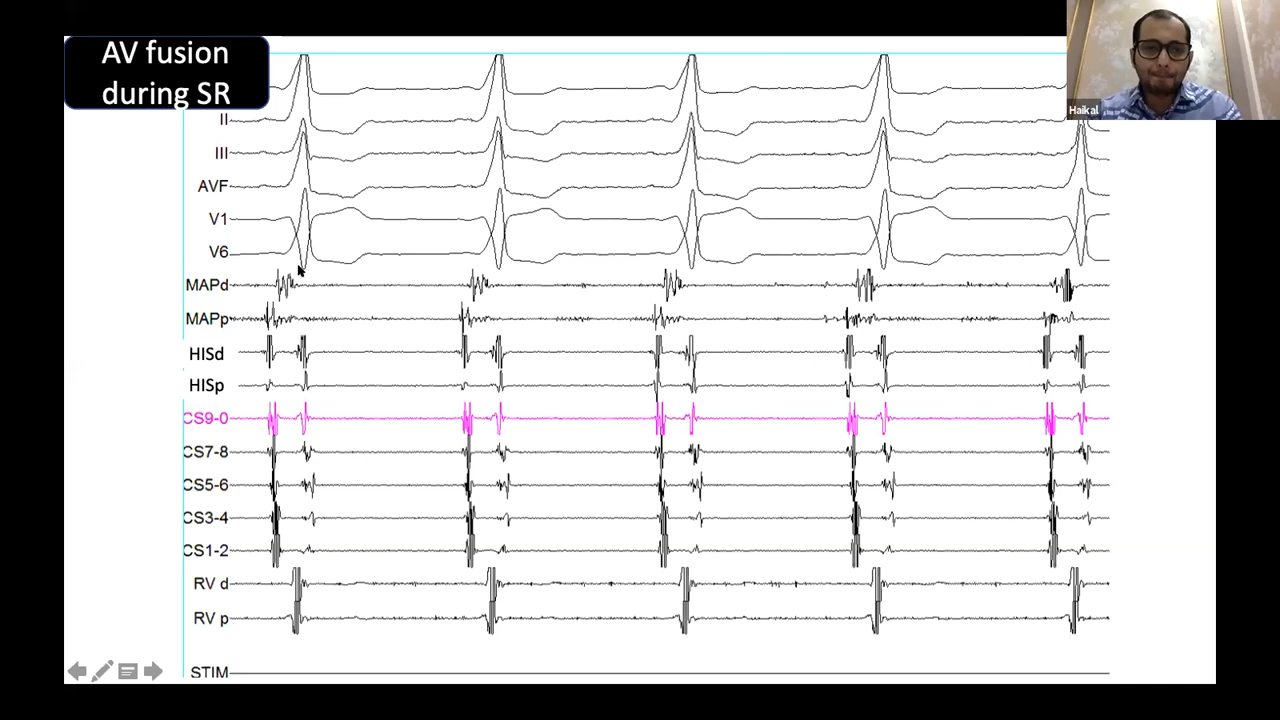 AV fusion
during SR
Haikal
II
III
AVF
V1
V6
MAPd
MAPp
HISd
HISp
CS9-0
CS7-8
CS5-6
CS3-4
CS1-2
RV d
RV p
STIM